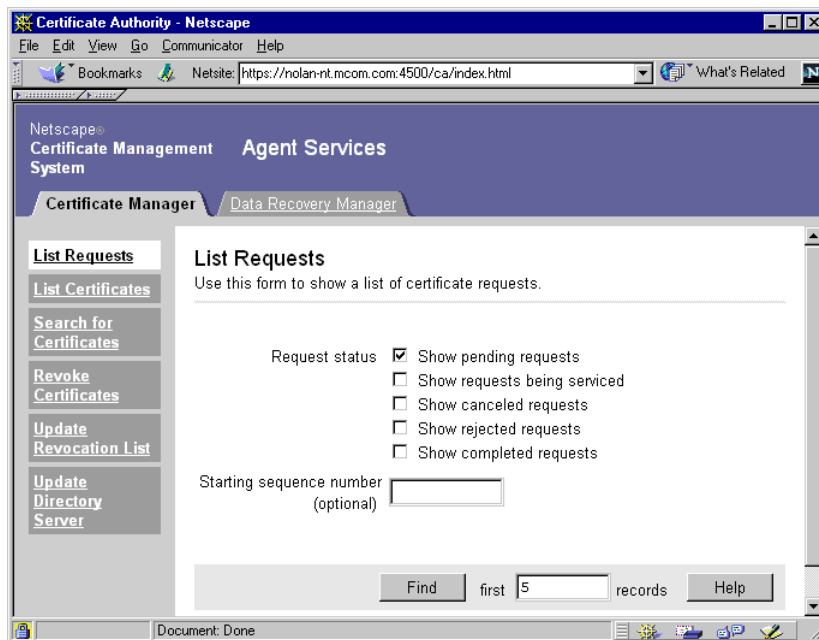 Certificate Authority - Netscape
File Edit View Go Communicator Help
Bookmarks Netsite: https://nolan-nt.mcom.com:4500/ca/index.html What's Related
Netscape®
Certificate Management
System
Agent Services
Certificate Manager Data Recovery Manager
List Requests
List Certificates
Search for
Certificates
Revoke
Certificates
Update
Revocation List
Update
Directory
Server
List Requests
Use this form to show a list of certificate requests.
Request status Show pending requests
Show requests being serviced
Show canceled requests
Show rejected requests
Show completed requests
Starting sequence number
(optional)
Find first 5 records Help
Document: Done